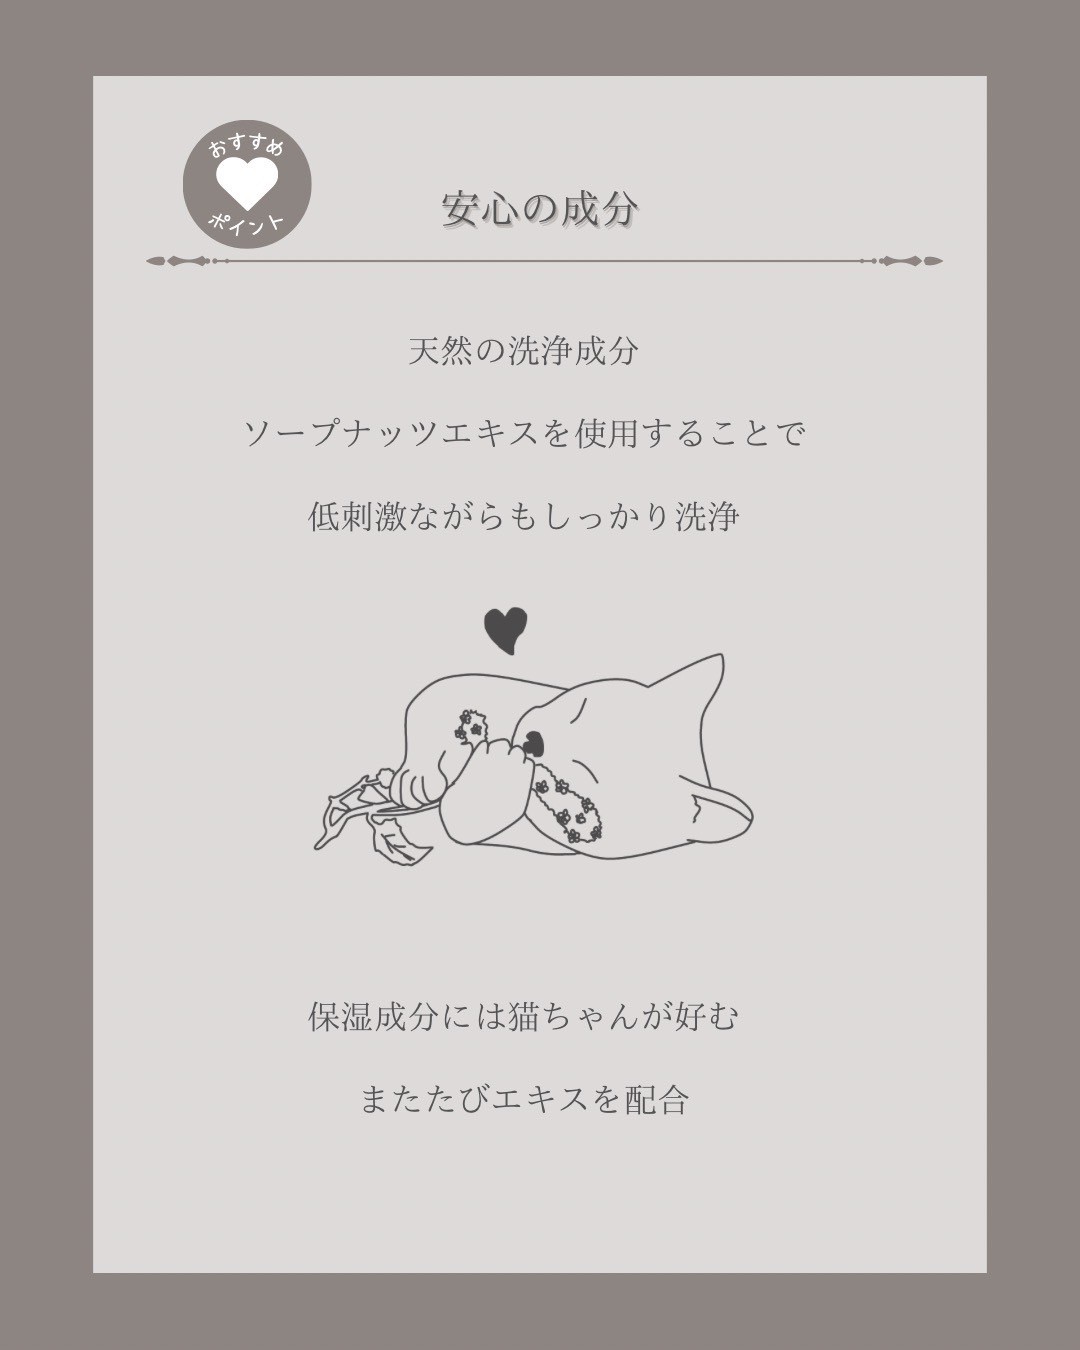 おすすめ
ポイント
安心の成分
天然の洗浄成分
ソープナッツエキスを使用することで
低刺激ながらもしっかり洗浄
保湿成分には猫ちゃんが好む
またたびエキスを配合